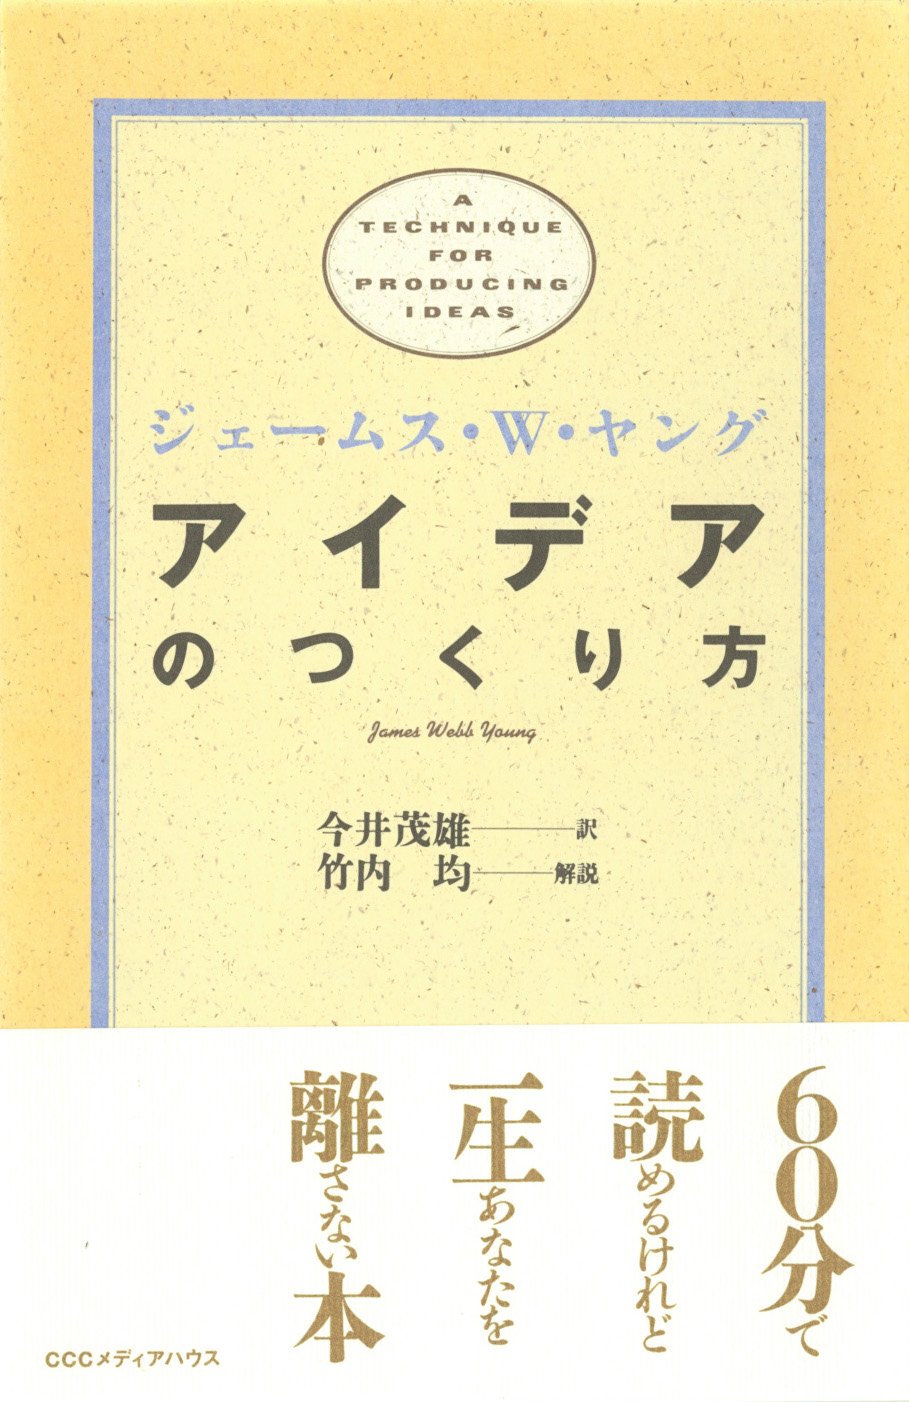 A
TECHNIQUE
FOR
PRODUCING
IDEAS
ジェームス・W・ヤング
アイデア
のつくり方
James Webb Young
今井茂雄――訳
竹内 均――解説
60分で
読めるけれど
一生あなたを
離さない本
CCCメディアハウス